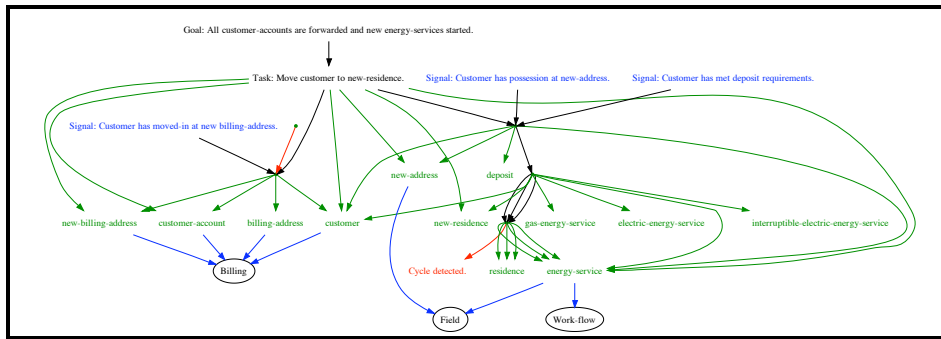 Goal: All customer-accounts are forwarded and new energy-services started.
Task: Move customer to new-residence.
Signal: Customer has possession at new-address.
Signal: Customer has met deposit requirements.
Signal: Customer has moved-in at new billing-address.
new-address
deposit
new-billing-address
customer-account
billing-address
customer
new-residence
gas-energy-service
electric-energy-service
interruptible-electric-energy-service
Billing
Cycle detected.
residence
energy-service
Field
Work-flow